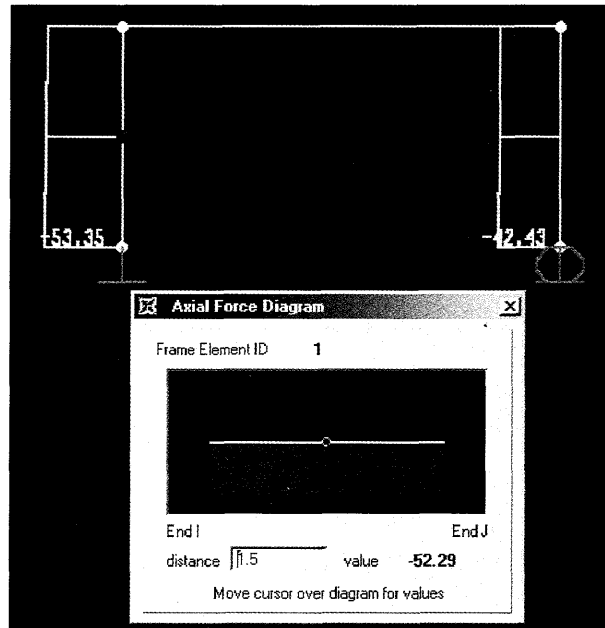 -53.35 -42.43
Axial Force Diagram
Frame Element ID 1
End I End J
distance 1.5 value -52.29
Move cursor over diagram for values